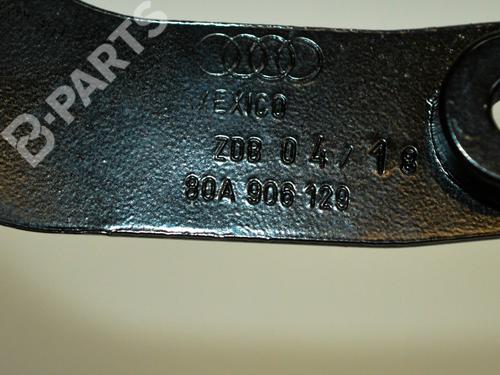 B-PARTS
MEXICO
ZDB 04/18
80A 906 129